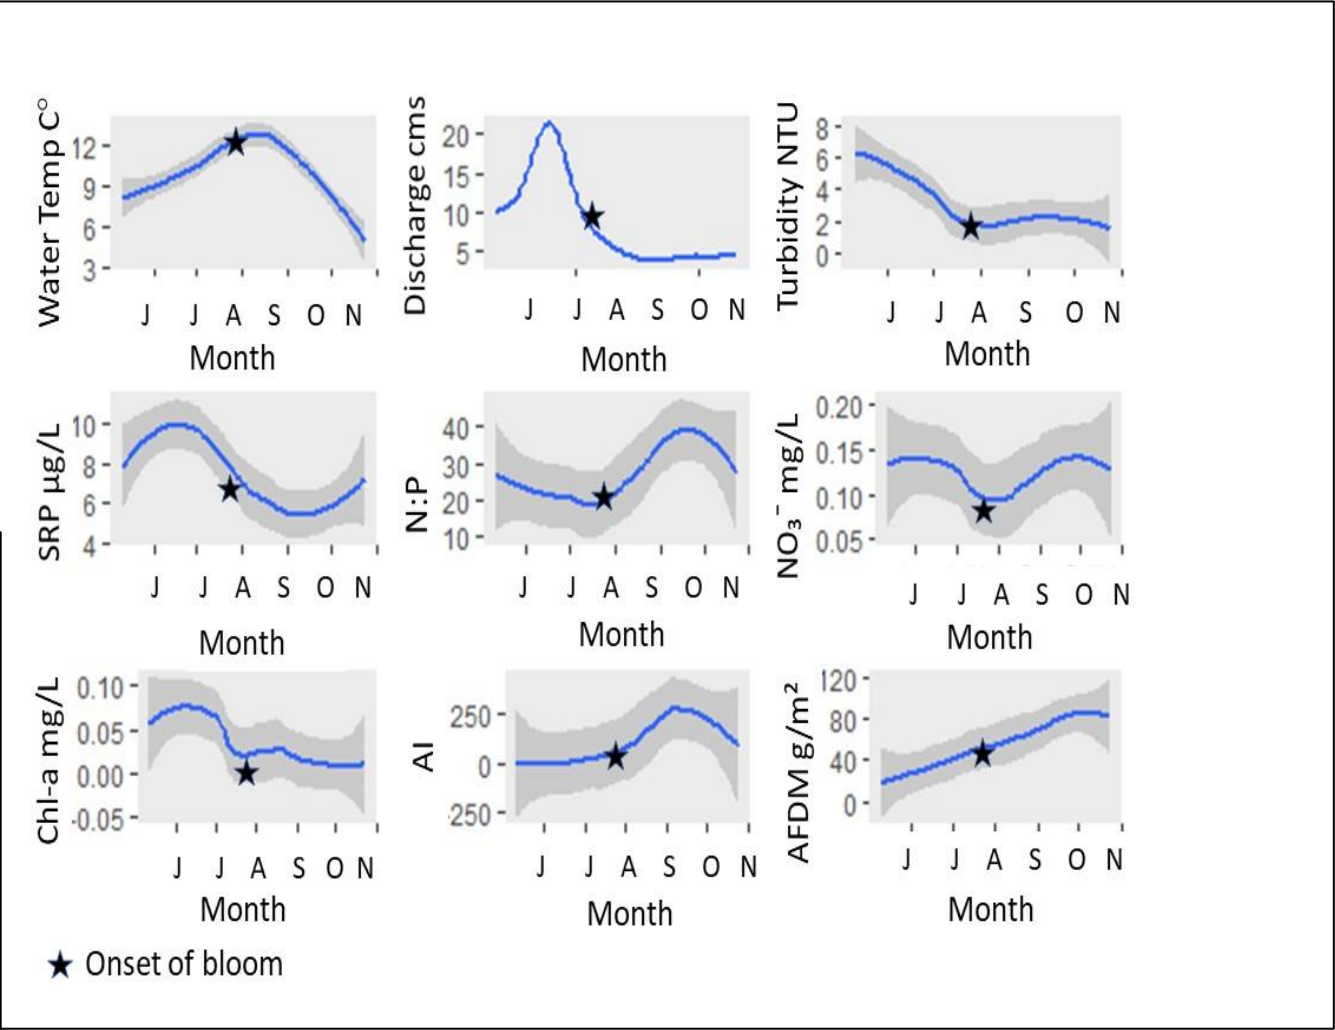 Water Temp C°
12
9
6
3
J J A S O N
Month
Discharge cms
20
15
10
5
J J A S O N
Month
Turbidity NTU
8
6
4
2
0
J J A S O N
Month
SRP µg/L
10
8
6
4
J J A S O N
Month
N:P
40
30
20
10
J J A S O N
Month
NO₃⁻ mg/L
0.20
0.15
0.10
0.05
J J A S O N
Month
Chl-a mg/L
0.10
0.05
0.00
-0.05
J J A S O N
Month
AI
250
0
-250
J J A S O N
Month
AFDM g/m²
120
80
40
0
J J A S O N
Month
Onset of bloom